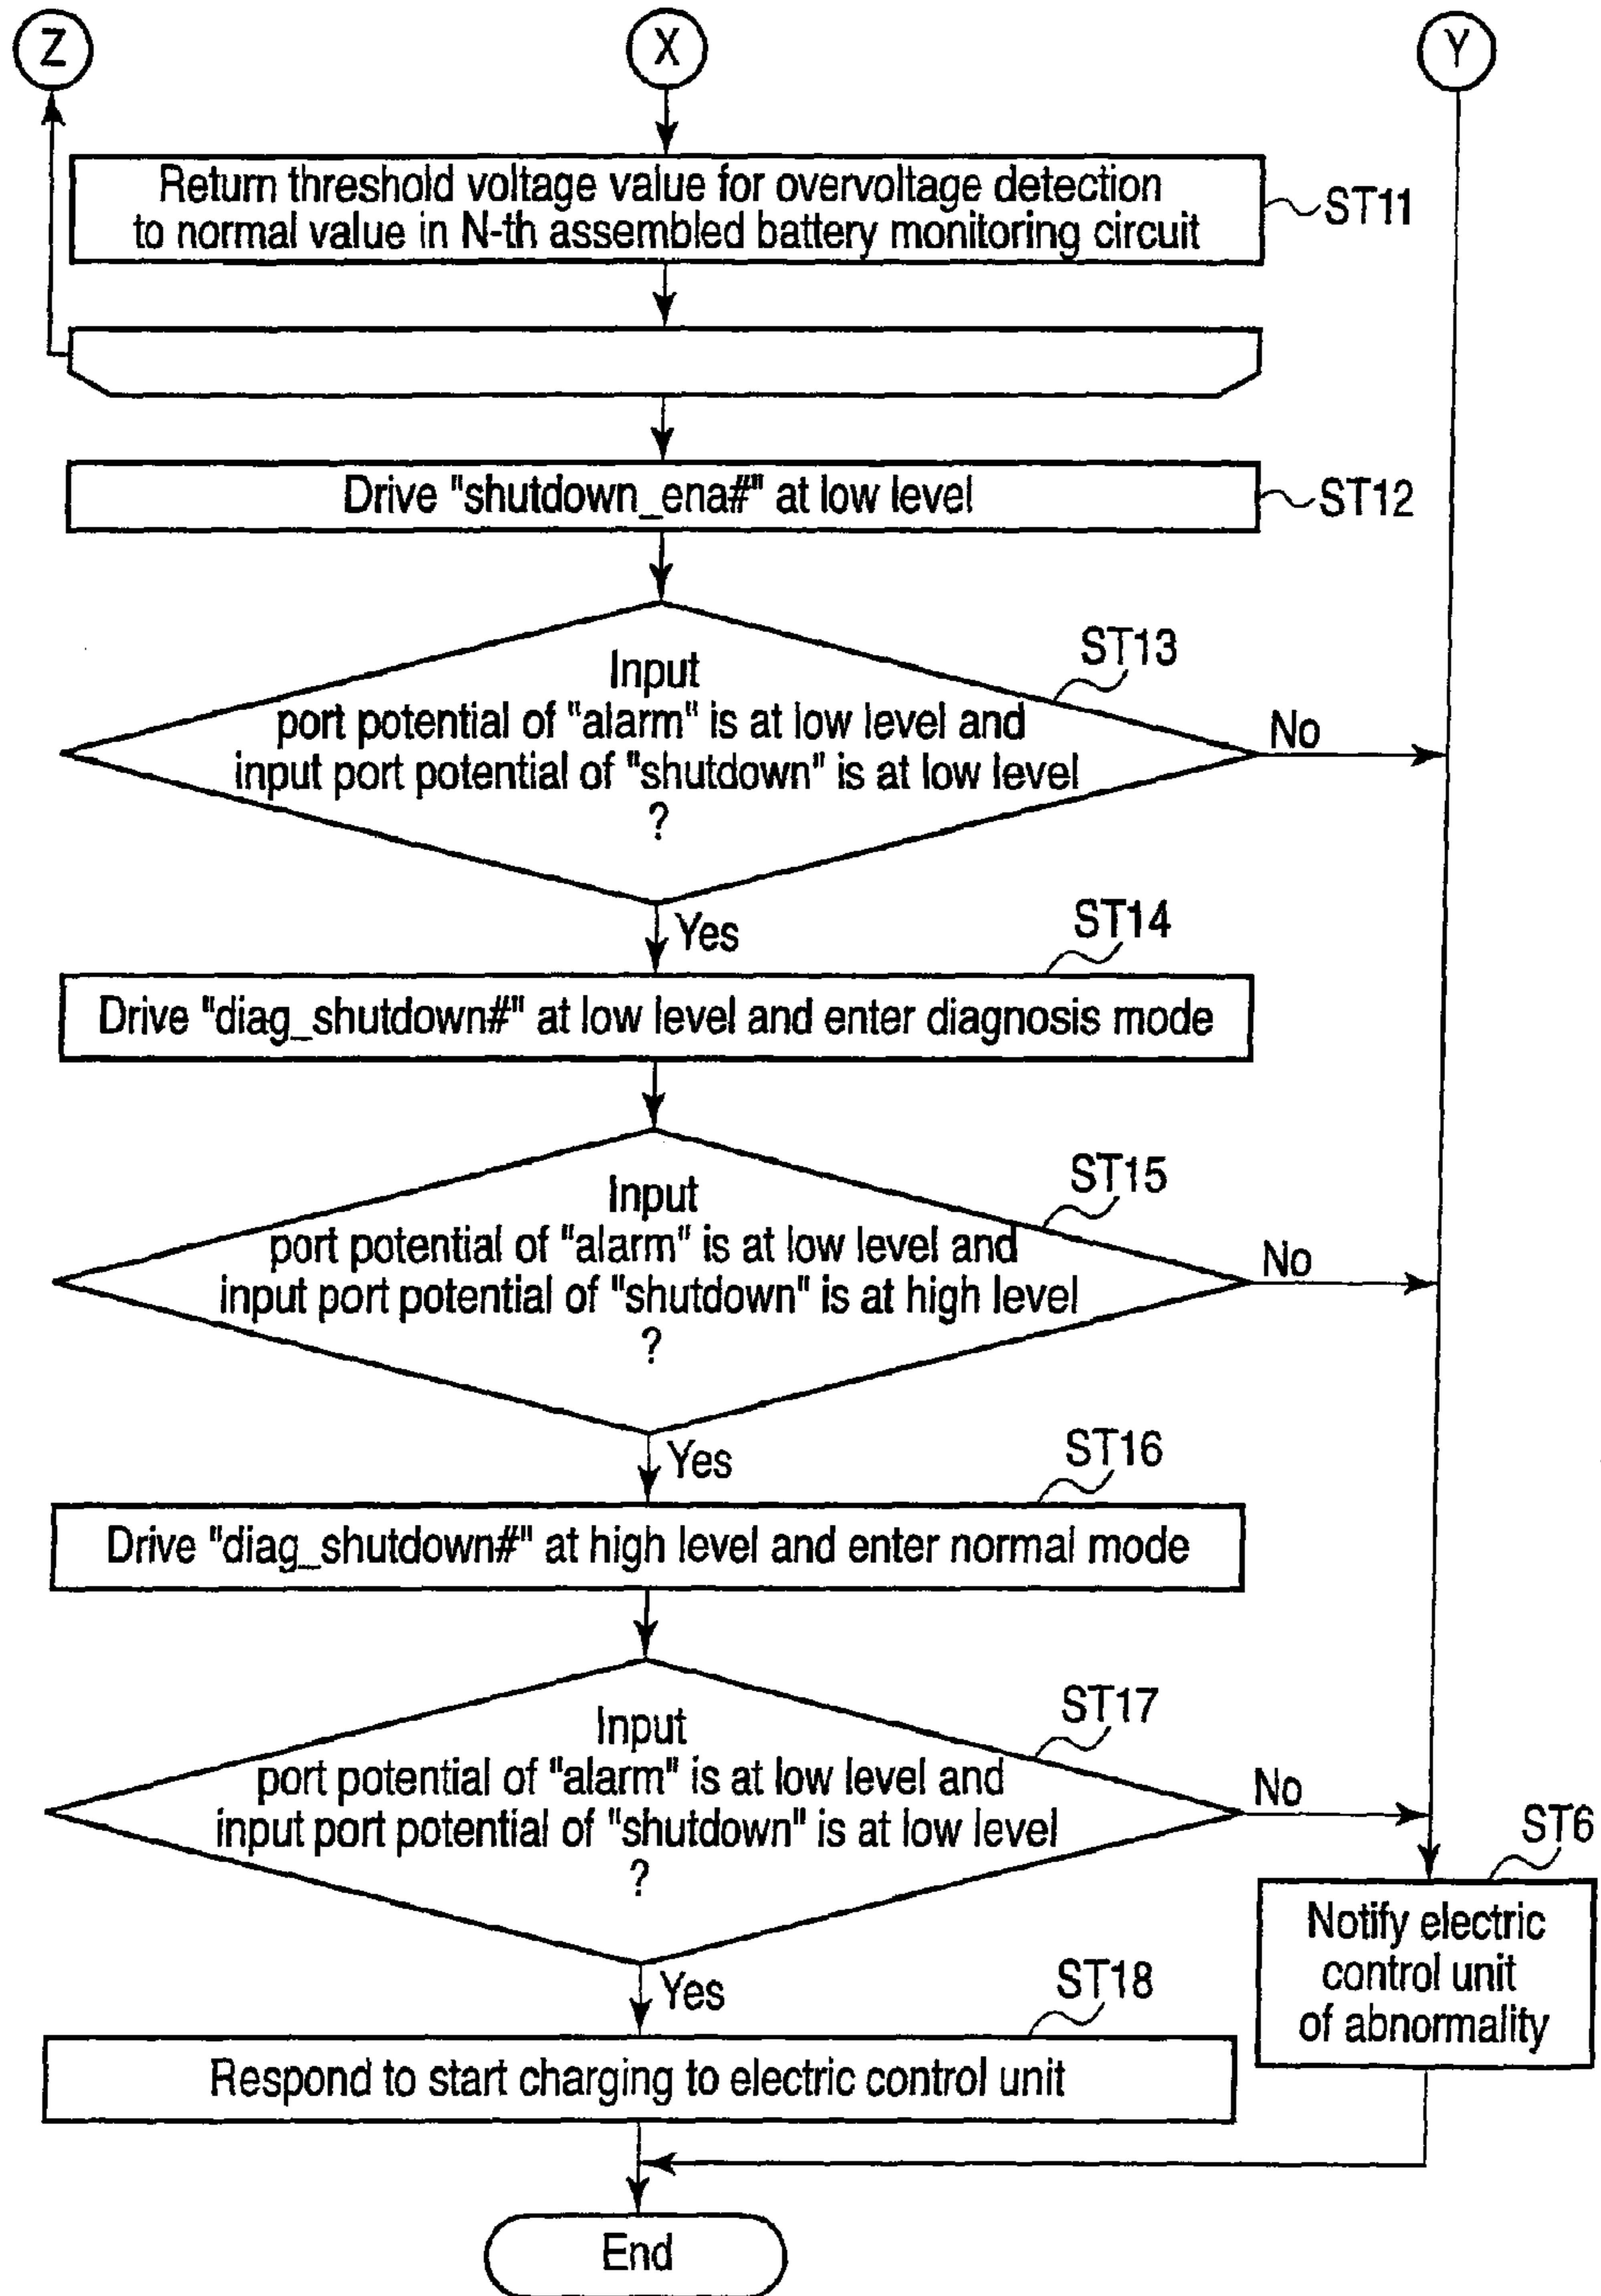 Z
X
Y
Return threshold voltage value for overvoltage detection
to normal value in N-th assembled battery monitoring circuit
ST11
Drive "shutdown_ena#" at low level
ST12
ST13
Input
port potential of "alarm" is at low level and
input port potential of "shutdown" is at low level
?
No
Yes
ST14
Drive "diag_shutdown#" at low level and enter diagnosis mode
ST15
Input
port potential of "alarm" is at low level and
input port potential of "shutdown" is at high level
?
No
Yes
ST16
Drive "diag_shutdown#" at high level and enter normal mode
ST17
Input
port potential of "alarm" is at low level and
input port potential of "shutdown" is at low level
?
No
ST6
Notify electric
control unit
of abnormality
Yes
ST18
Respond to start charging to electric control unit
End